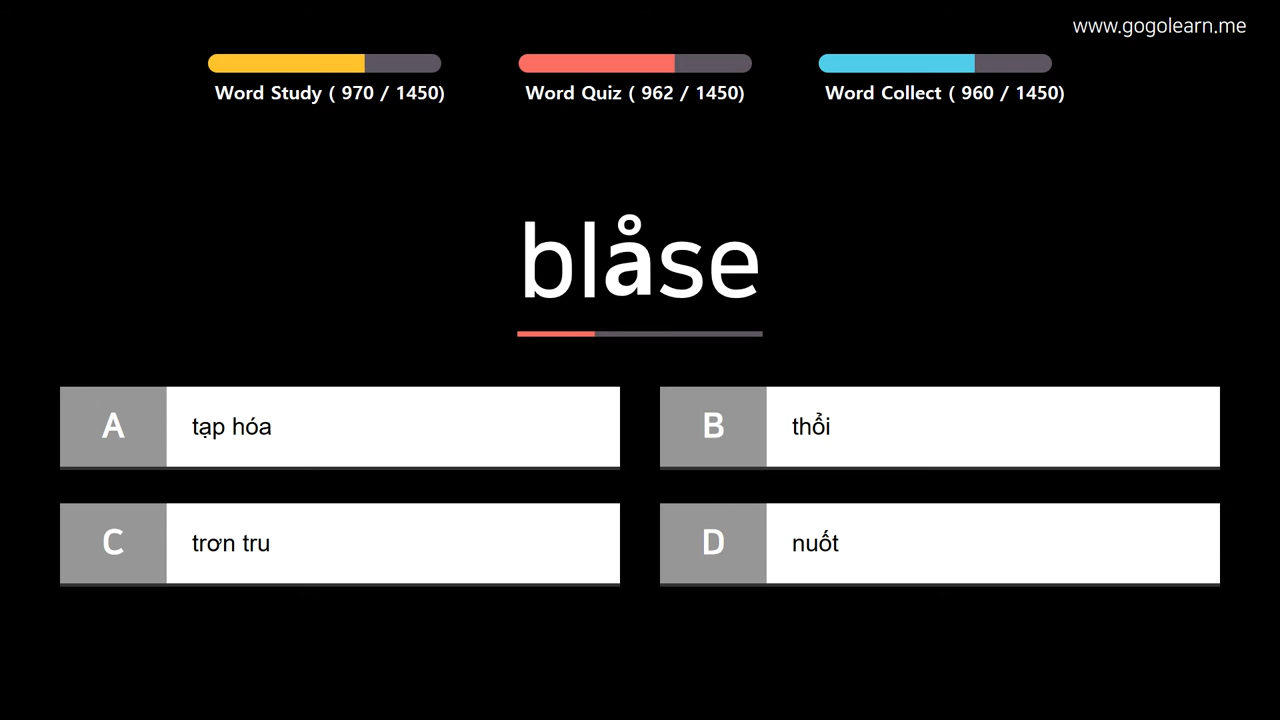 www.gogolearn.me
Word Study ( 970 / 1450)
Word Quiz ( 962 / 1450)
Word Collect ( 960 / 1450)
blåse
A tạp hóa
B thổi
C trơn tru
D nuốt